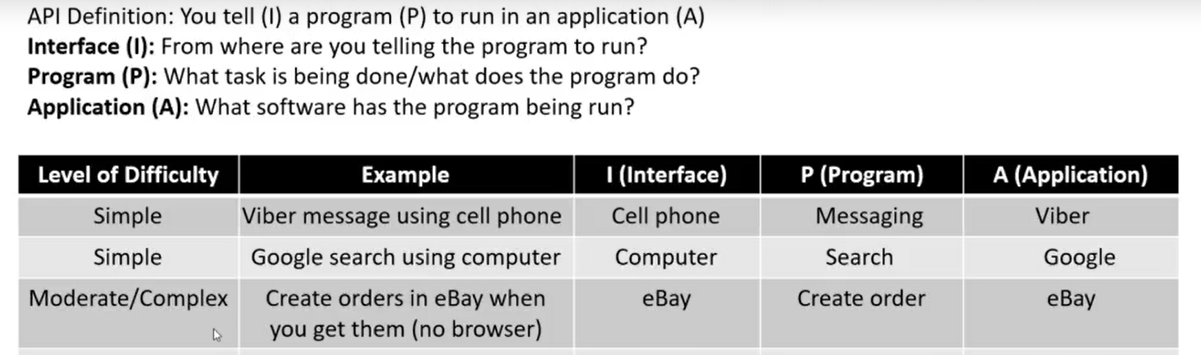 API Definition: You tell (I) a program (P) to run in an application (A)
Interface (I): From where are you telling the program to run?
Program (P): What task is being done/what does the program do?
Application (A): What software has the program being run?
Level of Difficulty Example I (Interface) P (Program) A (Application)
Simple Viber message using cell phone Cell phone Messaging Viber
Simple Google search using computer Computer Search Google
Moderate/Complex Create orders in eBay when eBay Create order eBay
you get them (no browser)